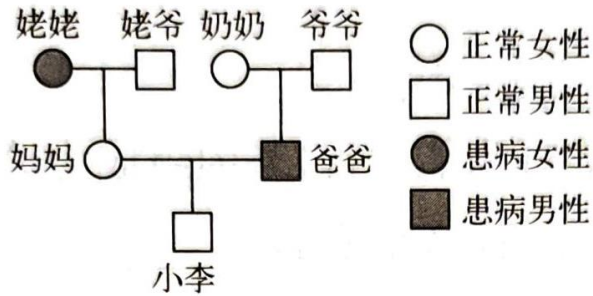 姥姥 姥爷 奶奶 爷爷
正常女性
正常男性
妈妈 爸爸 患病女性
患病男性
小李